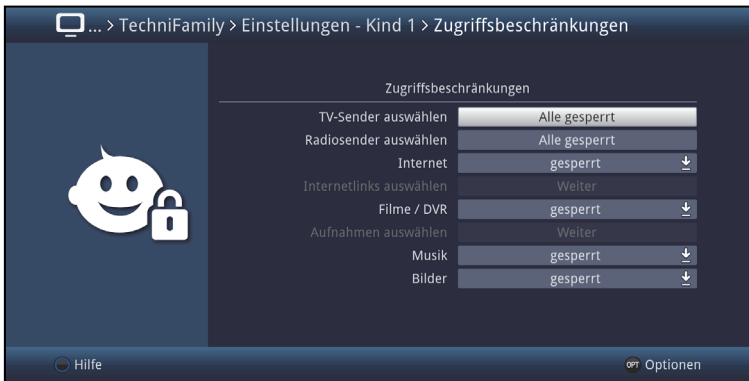 ... > TechniFamily > Einstellungen - Kind 1 > Zugriffsbeschränkungen
Zugriffsbeschränkungen
TV-Sender auswählen Alle gesperrt
Radiosender auswählen Alle gesperrt
Internet gesperrt
Internetlinks auswählen Weiter
Filme / DVR gesperrt
Aufnahmen auswählen Weiter
Musik gesperrt
Bilder gesperrt
Hilfe OPT Optionen